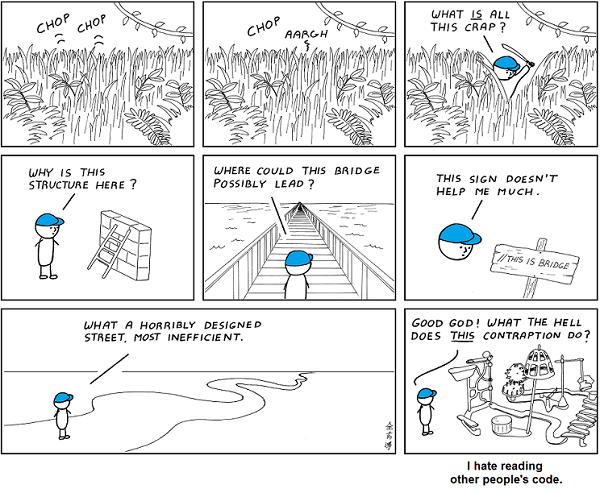 CHOP
CHOP
CHOP
AARGH
WHAT IS ALL
THIS CRAP?
WHY IS THIS
STRUCTURE HERE?
WHERE COULD THIS BRIDGE
POSSIBLY LEAD?
THIS SIGN DOESN'T
HELP ME MUCH.
//THIS IS BRIDGE
WHAT A HORRIBLY DESIGNED
STREET, MOST INEFFICIENT.
GOOD GOD! WHAT THE HELL
DOES THIS CONTRAPTION DO?
I hate reading
other people's code.